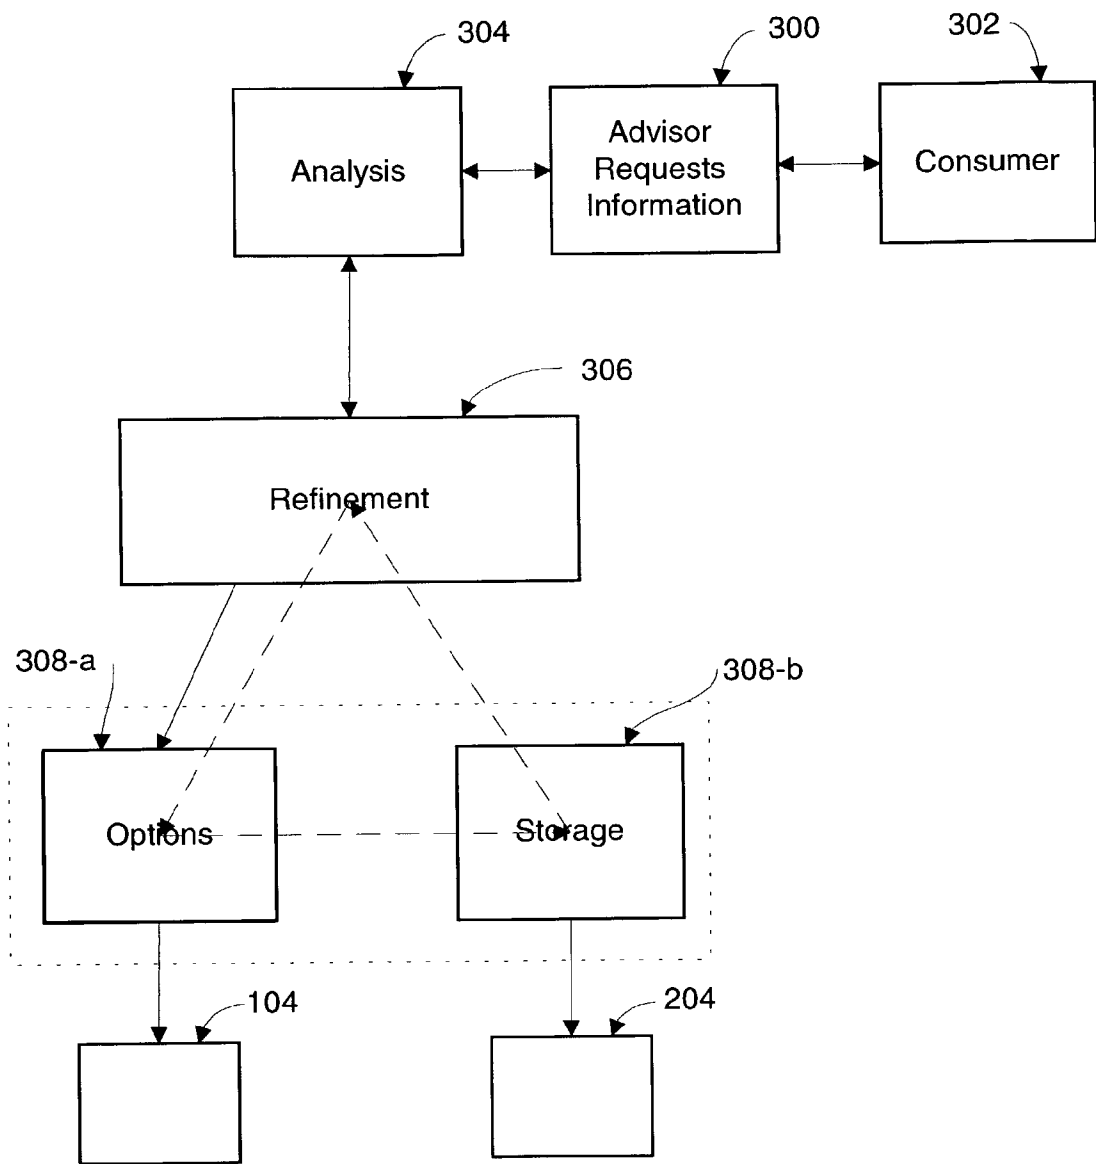 304
300
302
Analysis
Advisor
Requests
Information
Consumer
306
Refinement
308-a
308-b
Options
Storage
104
204